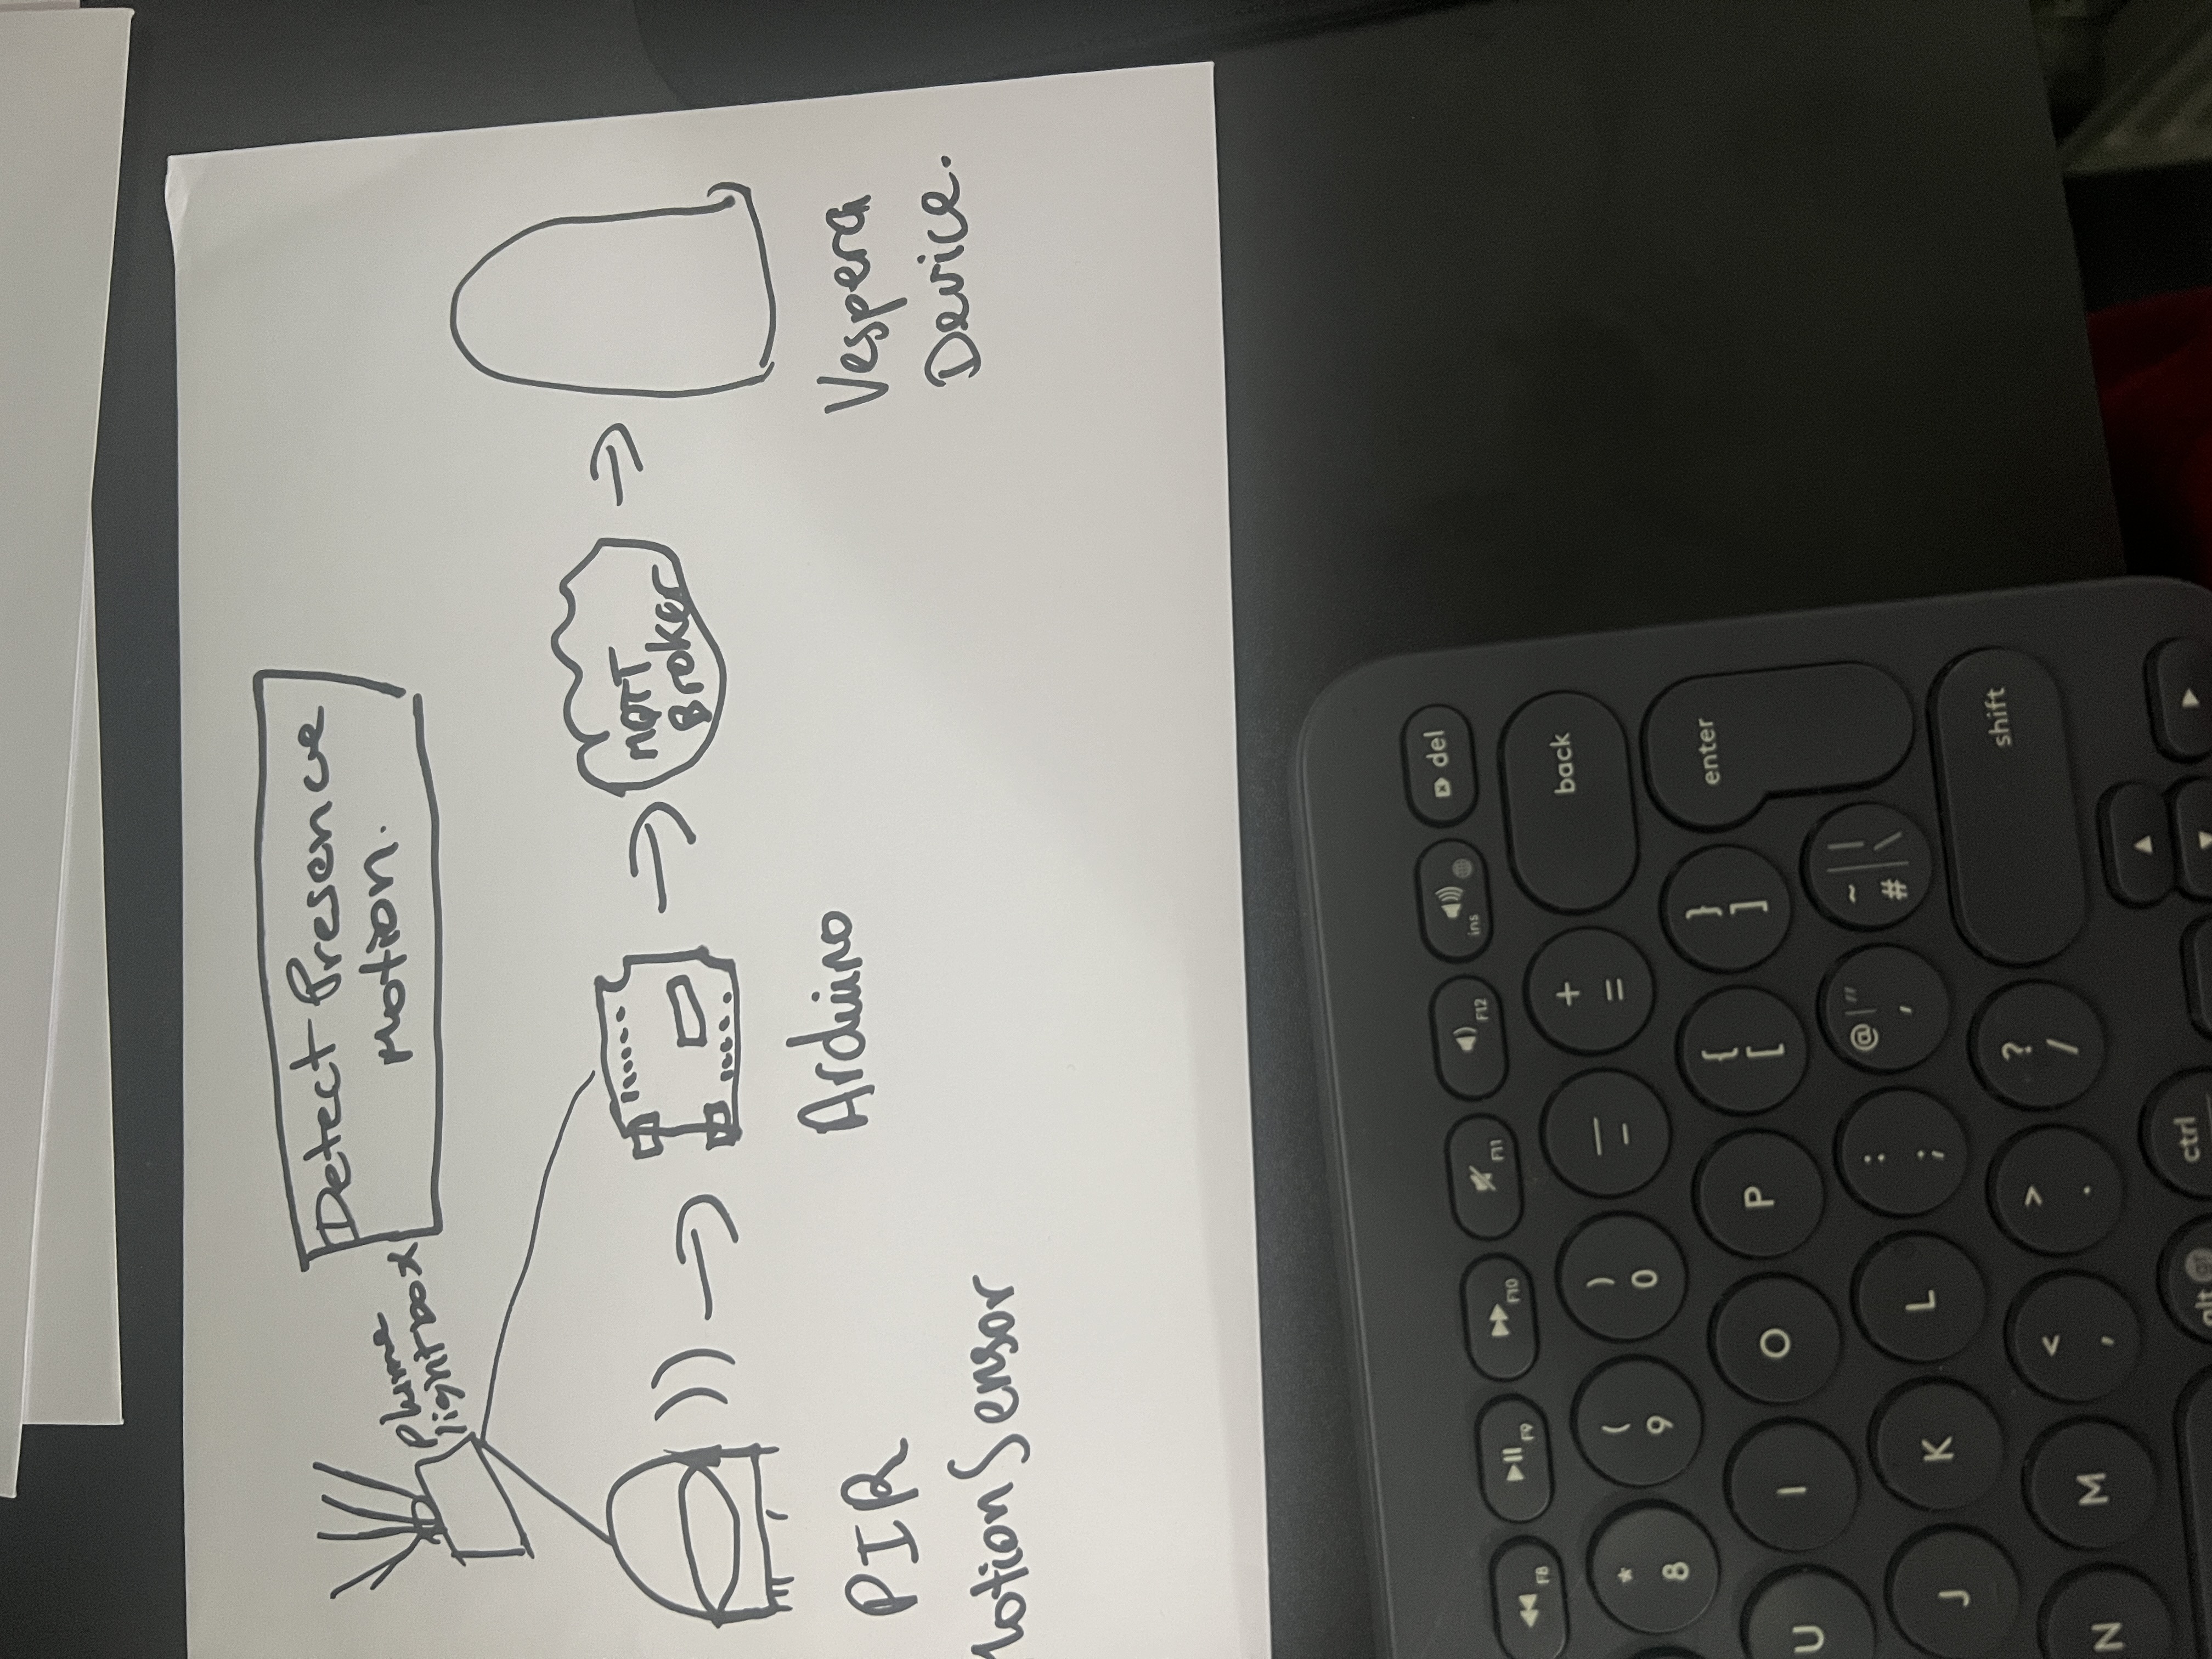 Detect Presence
Motion.
plume
lightbox
MQTT
Broker
PIR
Motion Sensor
Arduino
Vespera
Device.
F8
F9
F10
F11
F12
ins
del
* 8
( 9
) 0
— –
+ =
back
U
I
O
P
{ [
} ]
enter
J
K
L
: ;
@ | " '
~ # | | \
shift
N
M
< ,
> .
? /
alt gr
ctrl